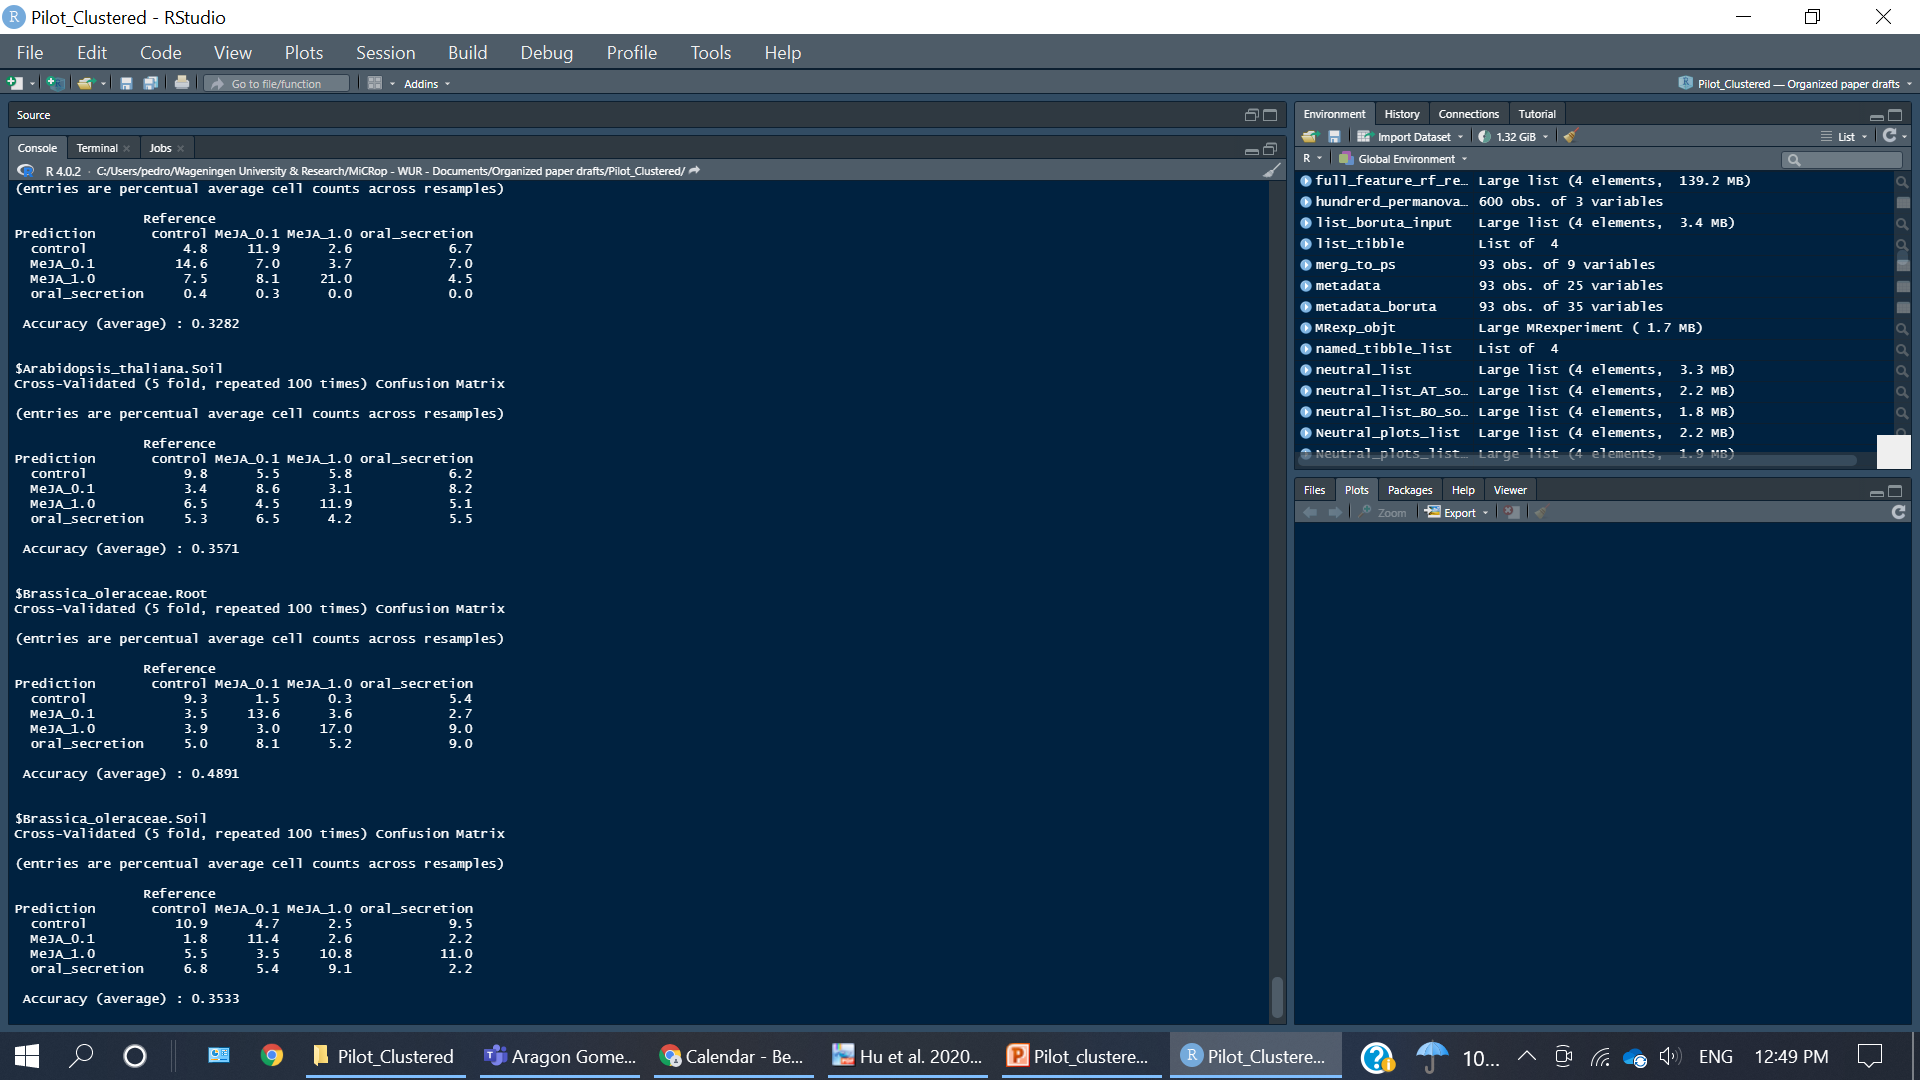 Pilot_Clustered - RStudio
File Edit Code View Plots Session Build Debug Profile Tools Help
Go to file/function Addins Pilot_Clustered — Organized paper drafts
Source
Console Terminal Jobs
R 4.0.2 · C:/Users/pedro/Wageningen University & Research/MiCRop - WUR - Documents/Organized paper drafts/Pilot_Clustered/
(entries are percentual average cell counts across resamples)
Reference
Prediction control MeJA_0.1 MeJA_1.0 oral_secretion
control 4.8 11.9 2.6 6.7
MeJA_0.1 14.6 7.0 3.7 7.0
MeJA_1.0 7.5 8.1 21.0 4.5
oral_secretion 0.4 0.3 0.0 0.0
Accuracy (average) : 0.3282
$Arabidopsis_thaliana.Soil
Cross-Validated (5 fold, repeated 100 times) Confusion Matrix
(entries are percentual average cell counts across resamples)
Reference
Prediction control MeJA_0.1 MeJA_1.0 oral_secretion
control 9.8 5.5 5.8 6.2
MeJA_0.1 3.4 8.6 3.1 8.2
MeJA_1.0 6.5 4.5 11.9 5.1
oral_secretion 5.3 6.5 4.2 5.5
Accuracy (average) : 0.3571
$Brassica_oleraceae.Root
Cross-Validated (5 fold, repeated 100 times) Confusion Matrix
(entries are percentual average cell counts across resamples)
Reference
Prediction control MeJA_0.1 MeJA_1.0 oral_secretion
control 9.3 1.5 0.3 5.4
MeJA_0.1 3.5 13.6 3.6 2.7
MeJA_1.0 3.9 3.0 17.0 9.0
oral_secretion 5.0 8.1 5.2 9.0
Accuracy (average) : 0.4891
$Brassica_oleraceae.Soil
Cross-Validated (5 fold, repeated 100 times) Confusion Matrix
(entries are percentual average cell counts across resamples)
Reference
Prediction control MeJA_0.1 MeJA_1.0 oral_secretion
control 10.9 4.7 2.5 9.5
MeJA_0.1 1.8 11.4 2.6 2.2
MeJA_1.0 5.5 3.5 10.8 11.0
oral_secretion 6.8 5.4 9.1 2.2
Accuracy (average) : 0.3533
Environment History Connections Tutorial
Import Dataset 1.32 GiB List
R Global Environment
full_feature_rf_re... Large list (4 elements, 139.2 MB)
hundrerd_permanova... 600 obs. of 3 variables
list_boruta_input Large list (4 elements, 3.4 MB)
list_tibble List of 4
merg_to_ps 93 obs. of 9 variables
metadata 93 obs. of 25 variables
metadata_boruta 93 obs. of 35 variables
MRexp_objt Large MRexperiment ( 1.7 MB)
named_tibble_list List of 4
neutral_list Large list (4 elements, 3.3 MB)
neutral_list_AT_so... Large list (4 elements, 2.2 MB)
neutral_list_BO_so... Large list (4 elements, 1.8 MB)
Neutral_plots_list Large list (4 elements, 2.2 MB)
Neutral_plots_list... Large list (4 elements, 1.9 MB)
Files Plots Packages Help Viewer
Zoom Export
Pilot_Clustered Aragon Gome... Calendar - Be... Hu et al. 2020... Pilot_clustere... Pilot_Clustere... 10... ENG 12:49 PM